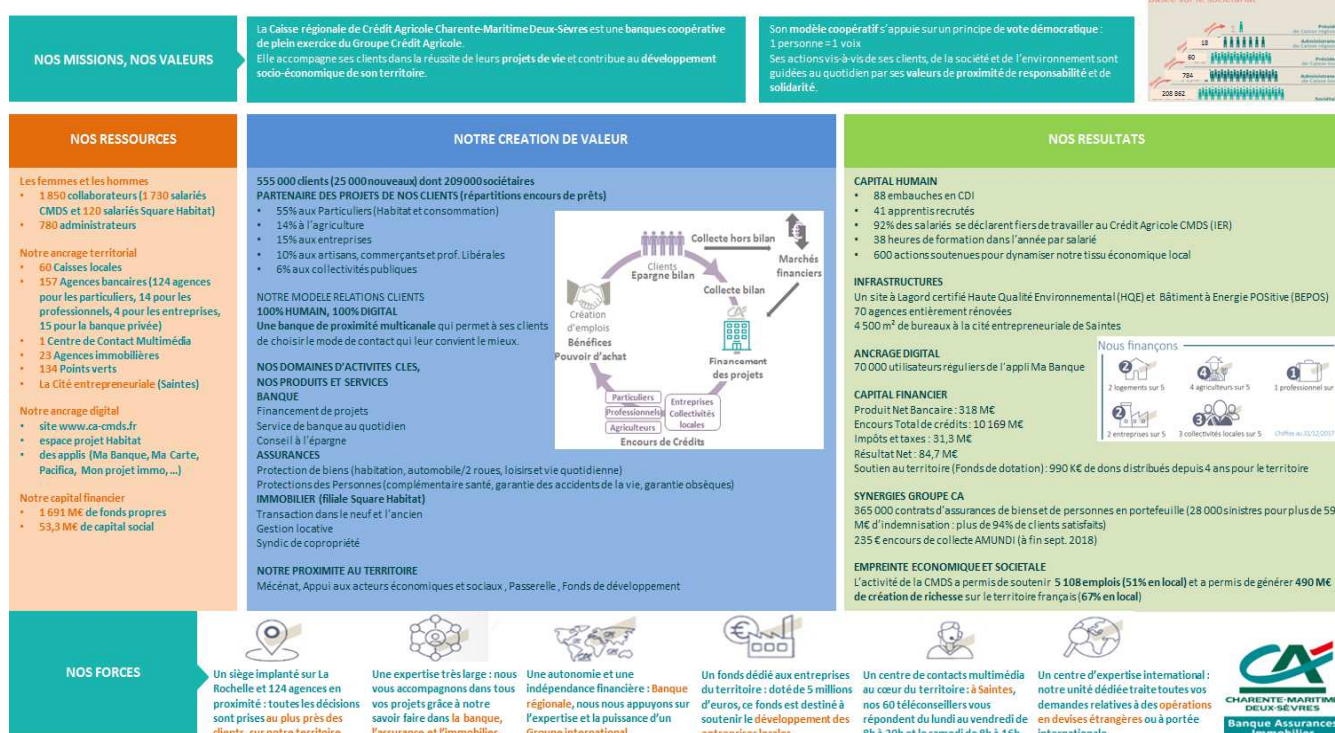 Basée sur le sociétariat
NOS MISSIONS, NOS VALEURS
La Caisse régionale de Crédit Agricole Charente-Maritime Deux-Sèvres est une banques coopérative
de plein exercice du Groupe Crédit Agricole.
Elle accompagne ses clients dans la réussite de leurs projets de vie et contribue au développement
socio-économique de son territoire.
Son modèle coopératif s'appuie sur un principe de vote démocratique :
1 personne = 1 voix
Ses actions vis-à-vis de ses clients, de la société et de l'environnement sont
guidées au quotidien par ses valeurs de proximité de responsabilité et de
solidarité.
1
18
60
784
208 862
NOS RESSOURCES
Les femmes et les hommes
• 1 850 collaborateurs (1 730 salariés
CMDS et 120 salariés Square Habitat)
• 780 administrateurs
Notre ancrage territorial
• 60 Caisses locales
• 157 Agences bancaires (124 agences
pour les particuliers, 14 pour les
professionnels, 4 pour les entreprises,
15 pour la banque privée)
• 1 Centre de Contact Multimédia
• 23 Agences immobilières
• 134 Points verts
• La Cité entrepreneuriale (Saintes)
Notre ancrage digital
• site www.ca-cmds.fr
• espace projet Habitat
• des applis (Ma Banque, Ma Carte,
Pacifica, Mon projet immo, ...)
Notre capital financier
• 1 691 M€ de fonds propres
• 53,3 M€ de capital social
NOTRE CREATION DE VALEUR
555 000 clients (25 000 nouveaux) dont 209 000 sociétaires
PARTENAIRE DES PROJETS DE NOS CLIENTS (répartitions encours de prêts)
• 55% aux Particuliers (Habitat et consommation)
• 14% à l'agriculture
• 15% aux entreprises
• 10% aux artisans, commerçants et prof. Libérales
• 6% aux collectivités publiques
NOTRE MODELE RELATIONS CLIENTS
100% HUMAIN, 100% DIGITAL
Une banque de proximité multicanale qui permet à ses clients
de choisir le mode de contact qui leur convient le mieux.
NOS DOMAINES D'ACTIVITES CLES,
NOS PRODUITS ET SERVICES
BANQUE
Financement de projets
Service de banque au quotidien
Conseil à l'épargne
ASSURANCES
Protection de biens (habitation, automobile/2 roues, loisirs et vie quotidienne)
Protections des Personnes (complémentaire santé, garantie des accidents de la vie, garantie obsèques)
IMMOBILIER (filiale Square Habitat)
Transaction dans le neuf et l'ancien
Gestion locative
Syndic de copropriété
NOTRE PROXIMITE AU TERRITOIRE
Mécénat, Appui aux acteurs économiques et sociaux , Passerelle , Fonds de développement
Collecte hors bilan
Marchés
financiers
Clients
Epargne bilan
Collecte bilan
Création
d'emplois
Bénéfices
Pouvoir d'achat
Financement
des projets
Particuliers
Professionnels
Agriculteurs
Entreprises
Collectivités
locales
Encours de Crédits
NOS RESULTATS
CAPITAL HUMAIN
• 88 embauches en CDI
• 41 apprentis recrutés
• 92% des salariés se déclarent fiers de travailler au Crédit Agricole CMDS (IER)
• 38 heures de formation dans l'année par salarié
• 600 actions soutenues pour dynamiser notre tissu économique local
INFRASTRUCTURES
Un site à Lagord certifié Haute Qualité Environnemental (HQE) et Bâtiment à Energie POSitive (BEPOS)
70 agences entièrement rénovées
4 500 m² de bureaux à la cité entrepreneuriale de Saintes
ANCRAGE DIGITAL
70 000 utilisateurs réguliers de l'appli Ma Banque
CAPITAL FINANCIER
Produit Net Bancaire : 318 M€
Encours Total de crédits: 10 169 M€
Impôts et taxes : 31,3 M€
Résultat Net : 84,7 M€
Soutien au territoire (Fonds de dotation) : 990 K€ de dons distribués depuis 4 ans pour le territoire
Nous finançons
2
2 logements sur 5
4
4 agriculteurs sur 5
1
1 professionnel sur
2
2 entreprises sur 5
3
3 collectivités locales sur 5
Chiffres au 31/12/2017
SYNERGIES GROUPE CA
365 000 contrats d'assurances de biens et de personnes en portefeuille (28 000 sinistres pour plus de 59
M€ d'indemnisation : plus de 94% de clients satisfaits)
235 € encours de collecte AMUNDI (à fin sept. 2018)
EMPREINTE ECONOMIQUE ET SOCIETALE
L'activité de la CMDS a permis de soutenir 5 108 emplois (51% en local) et a permis de générer 490 M€
de création de richesse sur le territoire français (67% en local)
NOS FORCES
Un siège implanté sur La
Rochelle et 124 agences en
proximité : toutes les décisions
sont prises au plus près des
clients, sur notre territoire
Une expertise très large : nous
vous accompagnons dans tous
vos projets grâce à notre
savoir faire dans la banque,
l'assurance et l'immobilier
Une autonomie et une
indépendance financière : Banque
régionale, nous nous appuyons sur
l'expertise et la puissance d'un
Groupe international
Un fonds dédié aux entreprises
du territoire : doté de 5 millions
d'euros, ce fonds est destiné à
soutenir le développement des
entreprises locales
Un centre de contacts multimédia
au cœur du territoire : à Saintes,
nos 60 téléconseillers vous
répondent du lundi au vendredi de
8h à 20h et le samedi de 8h à 16h
Un centre d'expertise international :
notre unité dédiée traite toutes vos
demandes relatives à des opérations
en devises étrangères ou à portée
internationale
CHARENTE-MARITIME
DEUX-SÈVRES
Banque Assurances
Immobilier